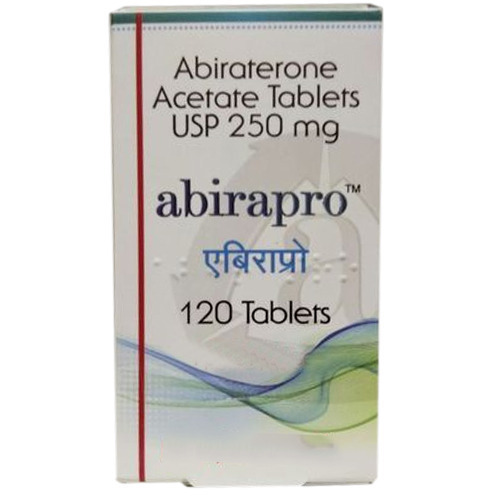 Abiraterone
Acetate Tablets
USP 250 mg
abirapro™
एबिराप्रो
120 Tablets